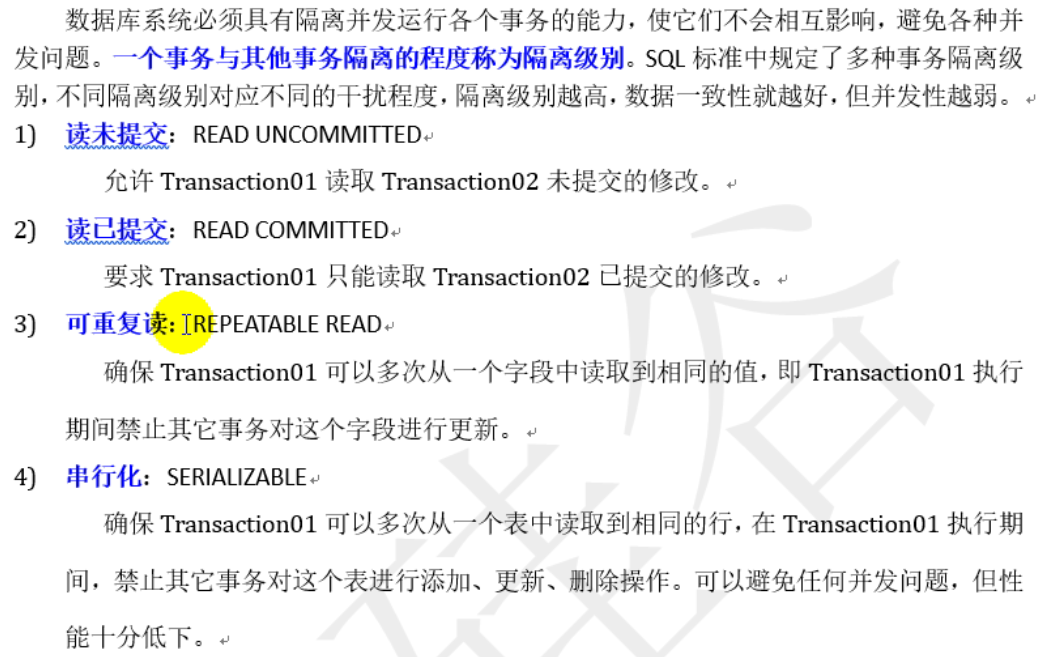 数据库系统必须具有隔离并发运行各个事务的能力，使它们不会相互影响，避免各种并
发问题。一个事务与其他事务隔离的程度称为隔离级别。SQL 标准中规定了多种事务隔离级
别，不同隔离级别对应不同的干扰程度，隔离级别越高，数据一致性就越好，但并发性越弱。
1) 读未提交：READ UNCOMMITTED
允许 Transaction01 读取 Transaction02 未提交的修改。
2) 读已提交：READ COMMITTED
要求 Transaction01 只能读取 Transaction02 已提交的修改。
3) 可重复读：REPEATABLE READ
确保 Transaction01 可以多次从一个字段中读取到相同的值，即 Transaction01 执行
期间禁止其它事务对这个字段进行更新。
4) 串行化：SERIALIZABLE
确保 Transaction01 可以多次从一个表中读取到相同的行，在 Transaction01 执行期
间，禁止其它事务对这个表进行添加、更新、删除操作。可以避免任何并发问题，但性
能十分低下。